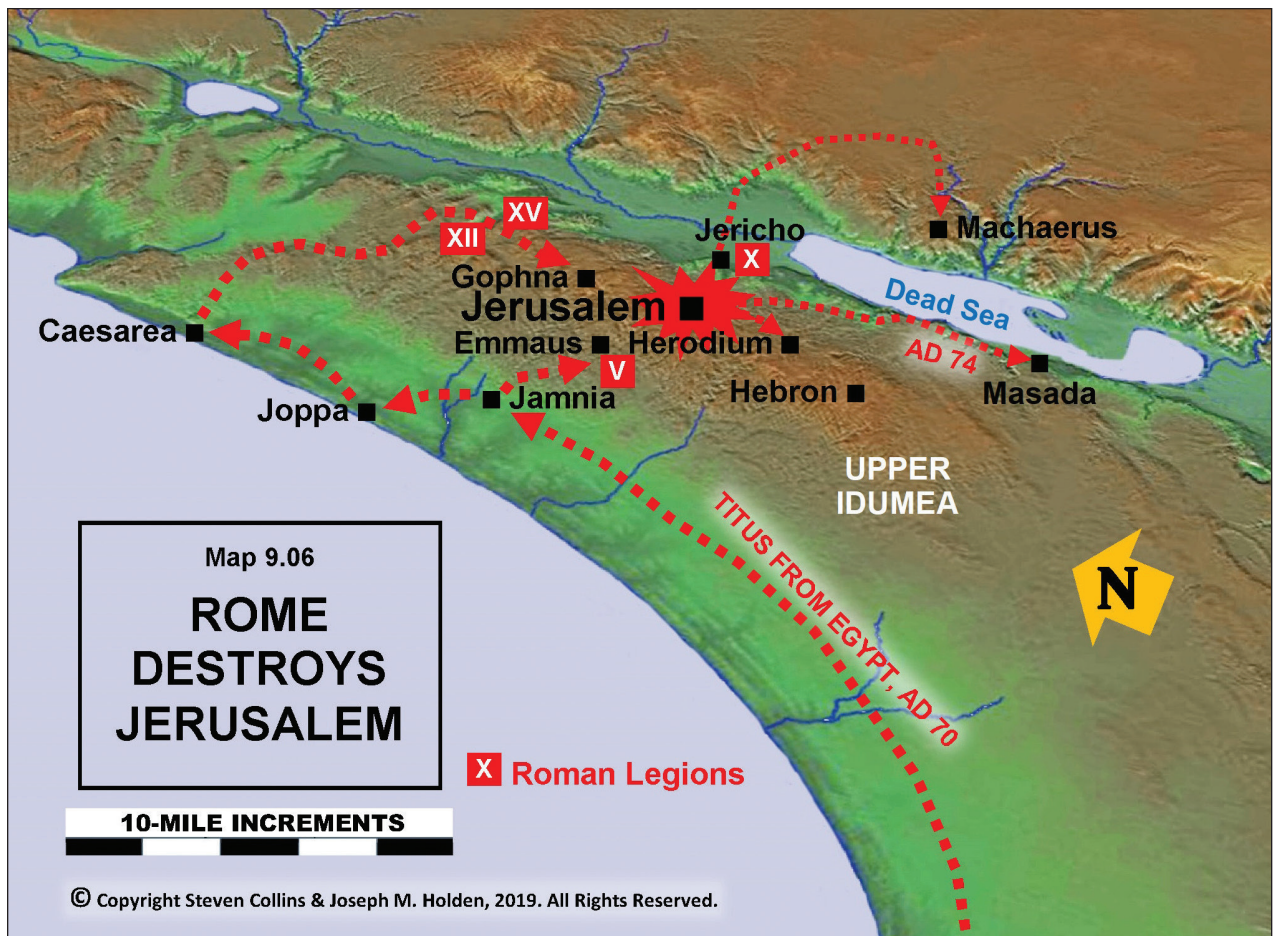 XV
XII
Jericho
X
Machaerus
Gophna
Jerusalem
Dead Sea
Caesarea
Emmaus
Herodium
AD 74
V
Masada
Jamnia
Hebron
Joppa
UPPER
IDUMEA
TITUS FROM EGYPT, AD 70
N
Map 9.06
ROME
DESTROYS
JERUSALEM
X Roman Legions
10-MILE INCREMENTS
© Copyright Steven Collins & Joseph M. Holden, 2019. All Rights Reserved.